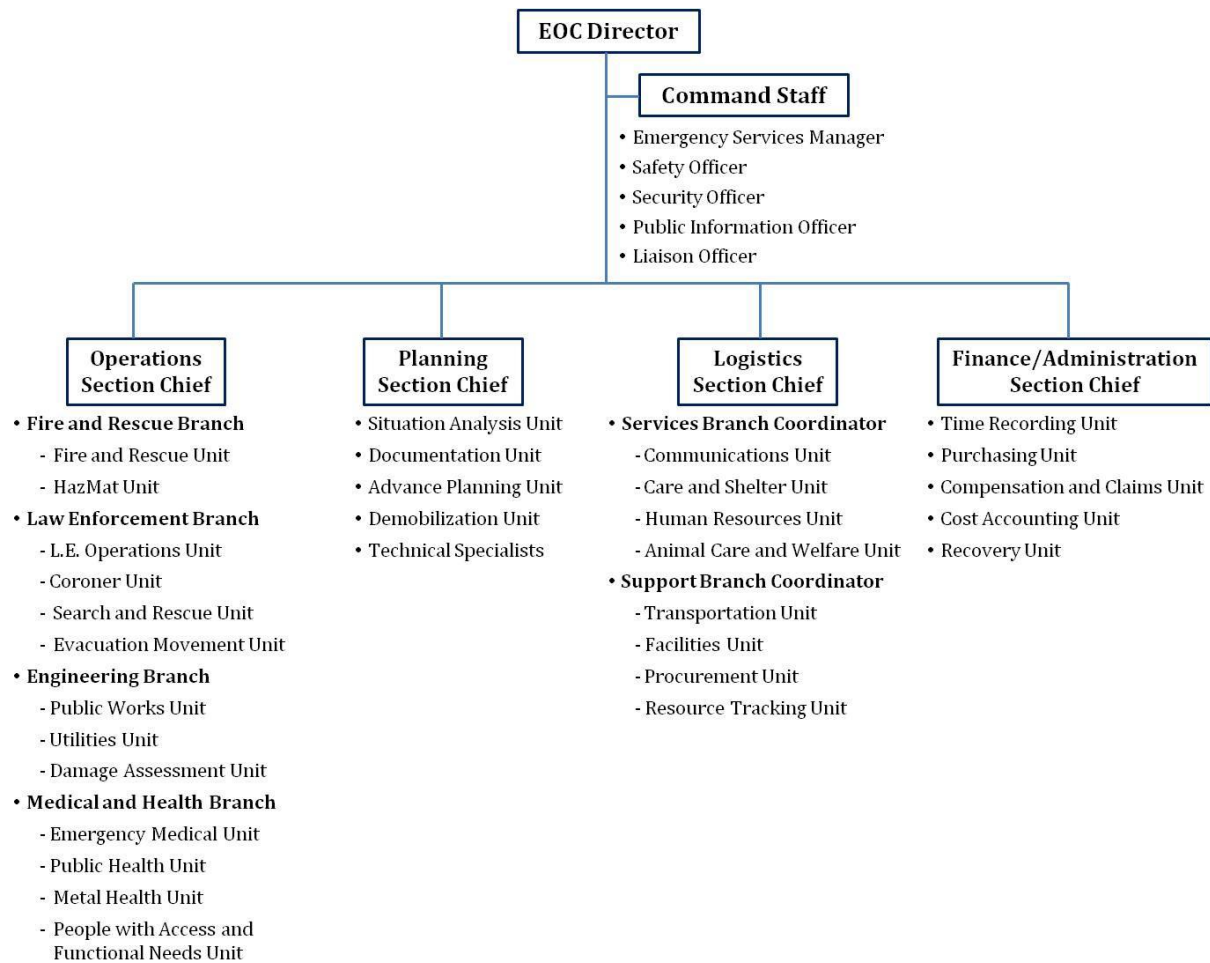 EOC Director
Command Staff
• Emergency Services Manager
• Safety Officer
• Security Officer
• Public Information Officer
• Liaison Officer
Operations
Section Chief
• Fire and Rescue Branch
- Fire and Rescue Unit
- HazMat Unit
• Law Enforcement Branch
- L.E. Operations Unit
- Coroner Unit
- Search and Rescue Unit
- Evacuation Movement Unit
• Engineering Branch
- Public Works Unit
- Utilities Unit
- Damage Assessment Unit
• Medical and Health Branch
- Emergency Medical Unit
- Public Health Unit
- Metal Health Unit
- People with Access and
Functional Needs Unit
Planning
Section Chief
• Situation Analysis Unit
• Documentation Unit
• Advance Planning Unit
• Demobilization Unit
• Technical Specialists
Logistics
Section Chief
• Services Branch Coordinator
- Communications Unit
- Care and Shelter Unit
- Human Resources Unit
- Animal Care and Welfare Unit
• Support Branch Coordinator
- Transportation Unit
- Facilities Unit
- Procurement Unit
- Resource Tracking Unit
Finance/Administration
Section Chief
• Time Recording Unit
• Purchasing Unit
• Compensation and Claims Unit
• Cost Accounting Unit
• Recovery Unit